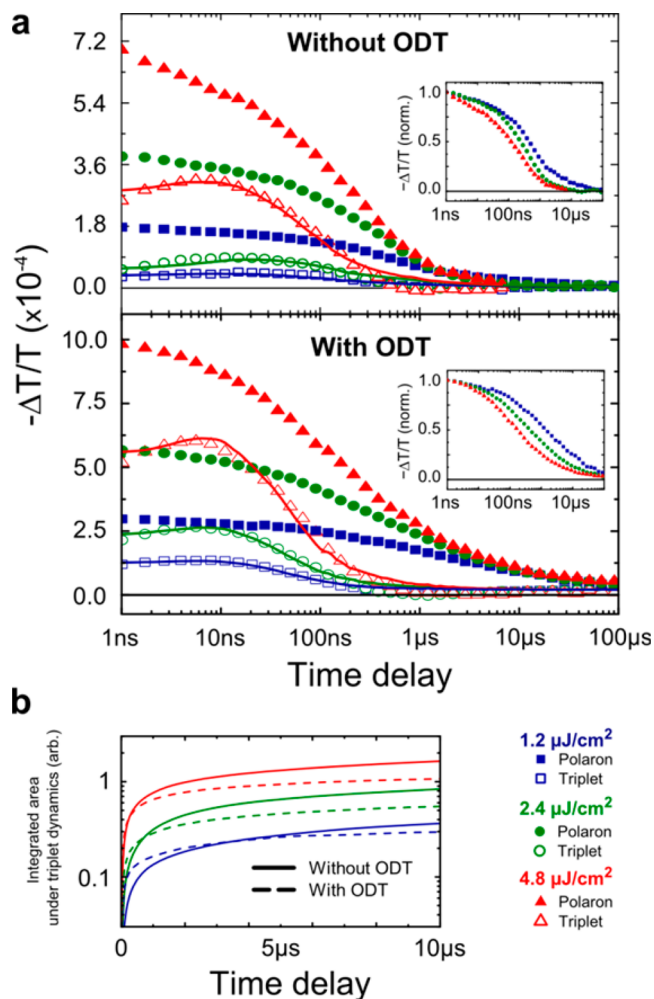 a
Without ODT
-ΔT/T (x10⁻⁴)
7.2
5.4
3.6
1.8
0.0
-ΔT/T (norm.)
1.0
0.5
0.0
1ns
100ns
10µs
With ODT
10.0
7.5
5.0
2.5
0.0
-ΔT/T (norm.)
1.0
0.5
0.0
1ns
100ns
10µs
1ns
10ns
100ns
1µs
10µs
100µs
Time delay
b
Integrated area
under triplet dynamics (arb.)
1
0.1
Without ODT
With ODT
0
5µs
10µs
Time delay
1.2 µJ/cm²
Polaron
Triplet
2.4 µJ/cm²
Polaron
Triplet
4.8 µJ/cm²
Polaron
Triplet